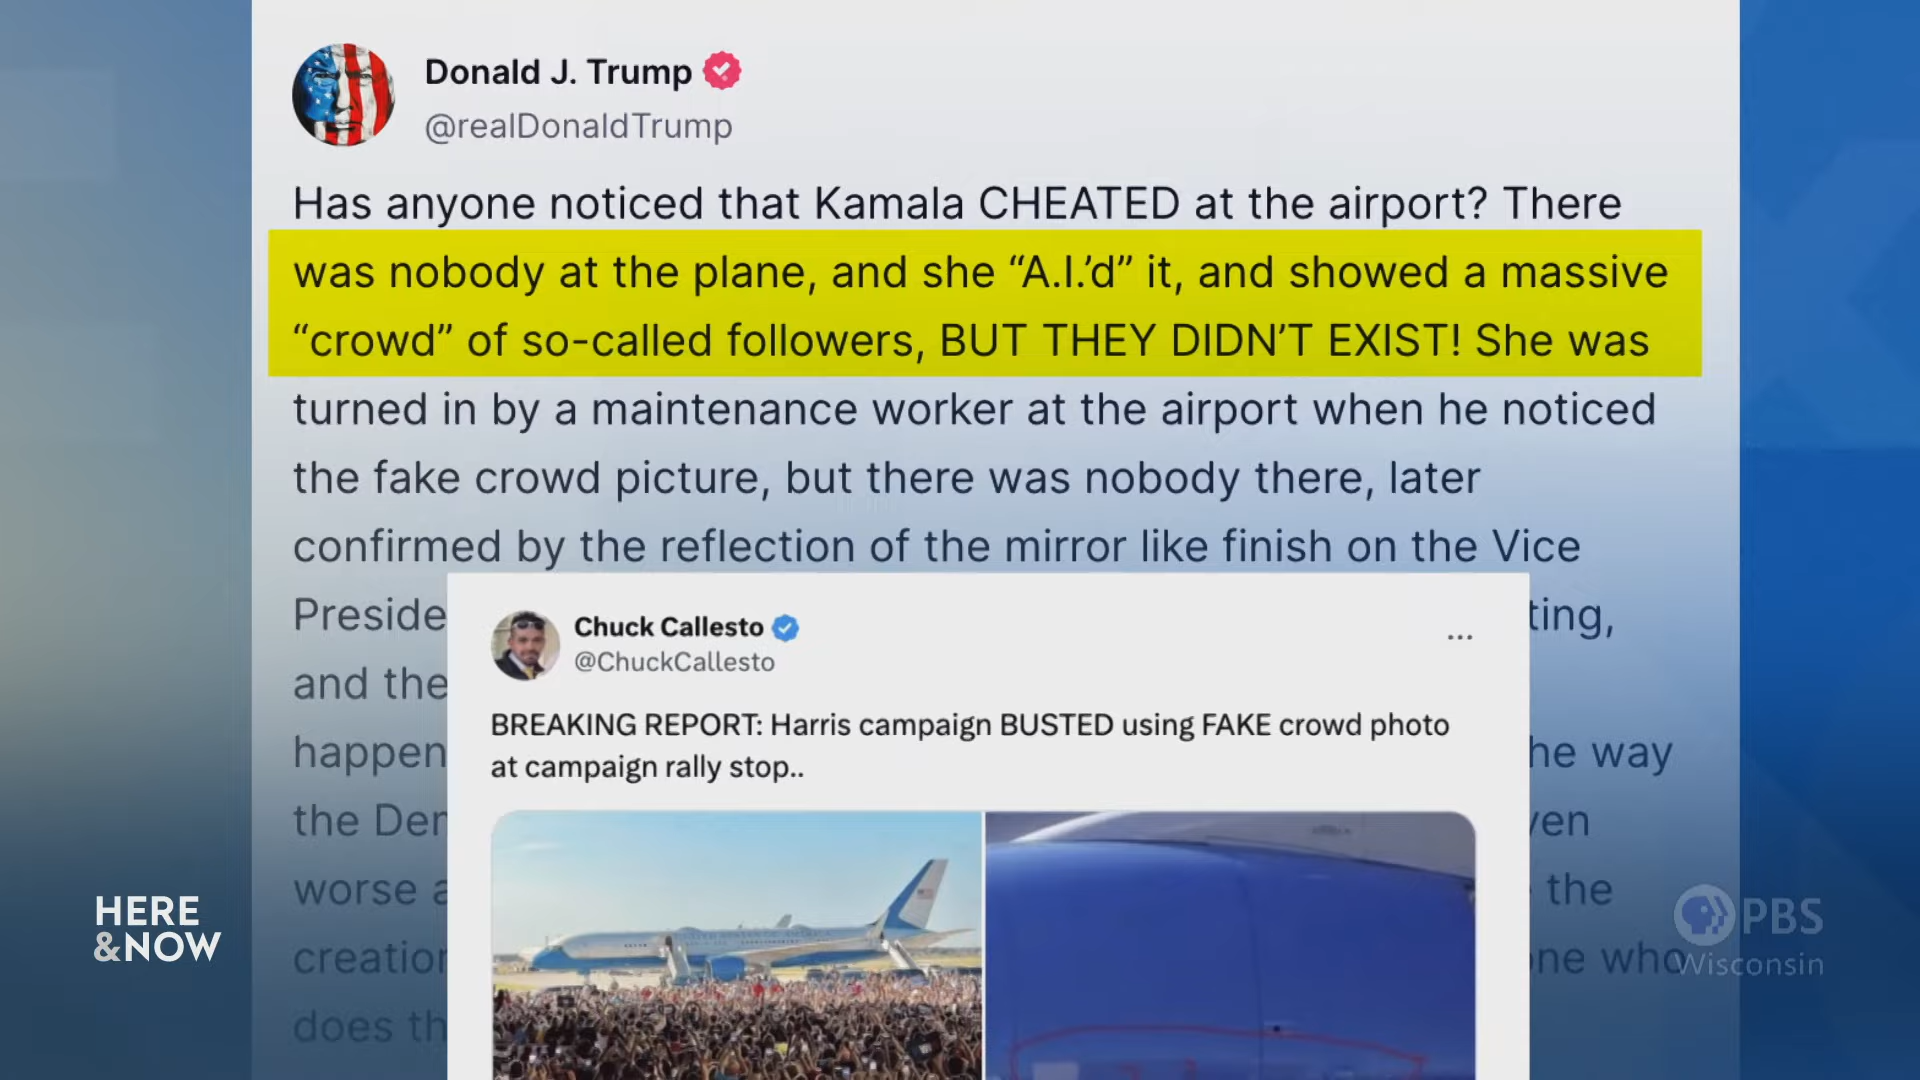 Donald J. Trump
@realDonaldTrump
Has anyone noticed that Kamala CHEATED at the airport? There
was nobody at the plane, and she “A.I.’d” it, and showed a massive
“crowd” of so-called followers, BUT THEY DIDN’T EXIST! She was
turned in by a maintenance worker at the airport when he noticed
the fake crowd picture, but there was nobody there, later
confirmed by the reflection of the mirror like finish on the Vice
Preside ting,
and the
happen he way
the Der ven
worse a the
creation one who
does th
Chuck Callesto
@ChuckCallesto
BREAKING REPORT: Harris campaign BUSTED using FAKE crowd photo
at campaign rally stop..
HERE
&NOW
PBS
Wisconsin